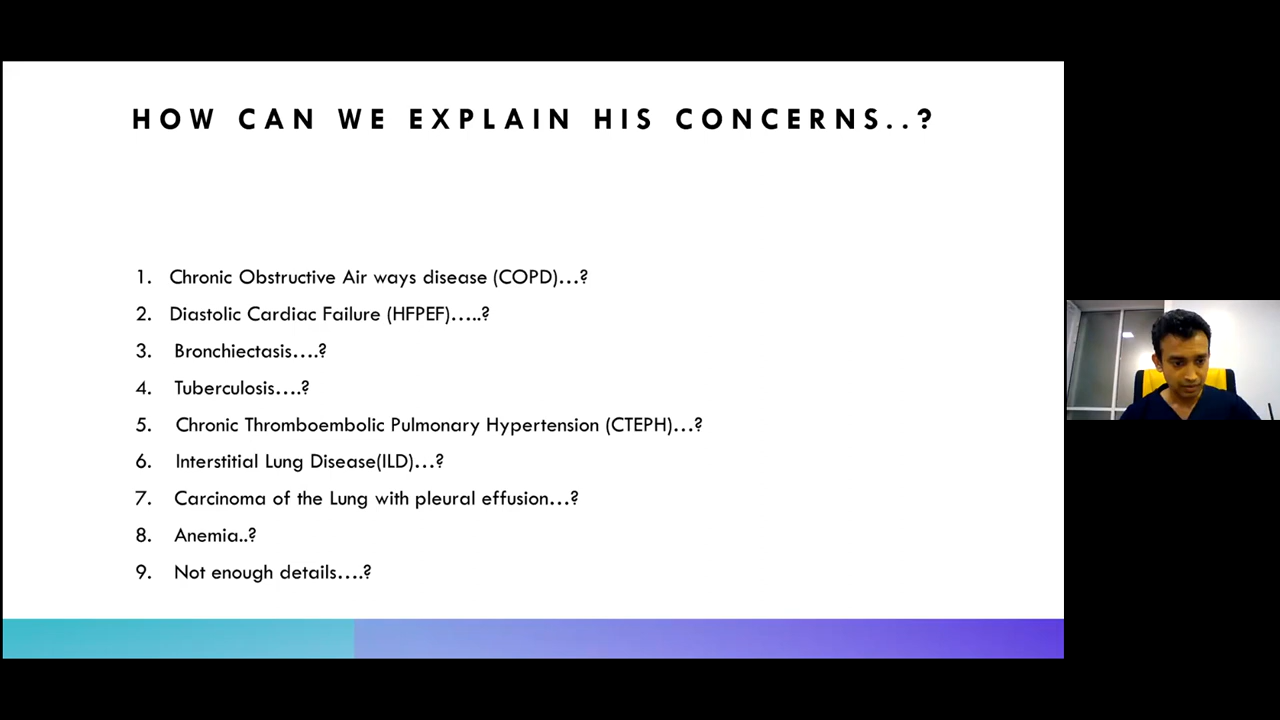 HOW CAN WE EXPLAIN HIS CONCERNS..?
1. Chronic Obstructive Air ways disease (COPD)...?
2. Diastolic Cardiac Failure (HFPEF).....?
3. Bronchiectasis....?
4. Tuberculosis....?
5. Chronic Thromboembolic Pulmonary Hypertension (CTEPH)...?
6. Interstitial Lung Disease(ILD)...?
7. Carcinoma of the Lung with pleural effusion...?
8. Anemia..?
9. Not enough details....?